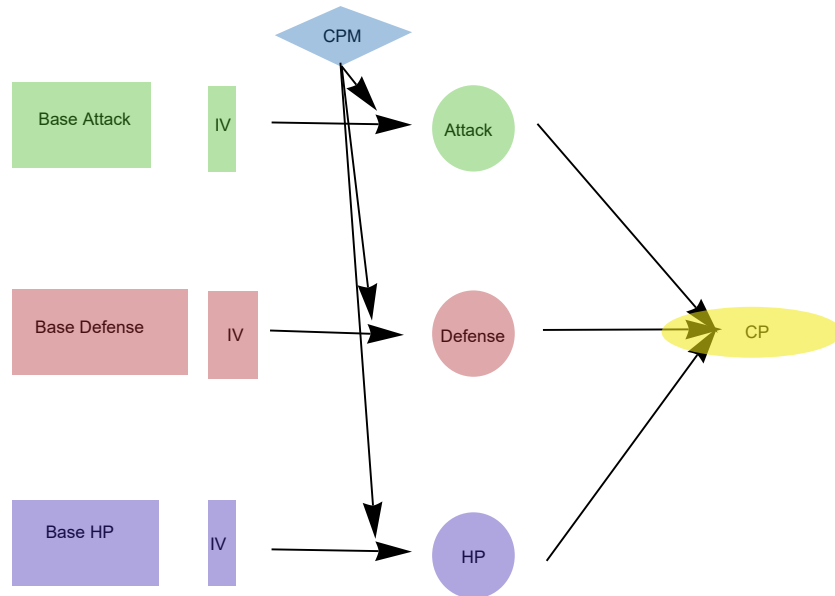 CPM
Base Attack
IV
Attack
Base Defense
IV
Defense
CP
Base HP
IV
HP